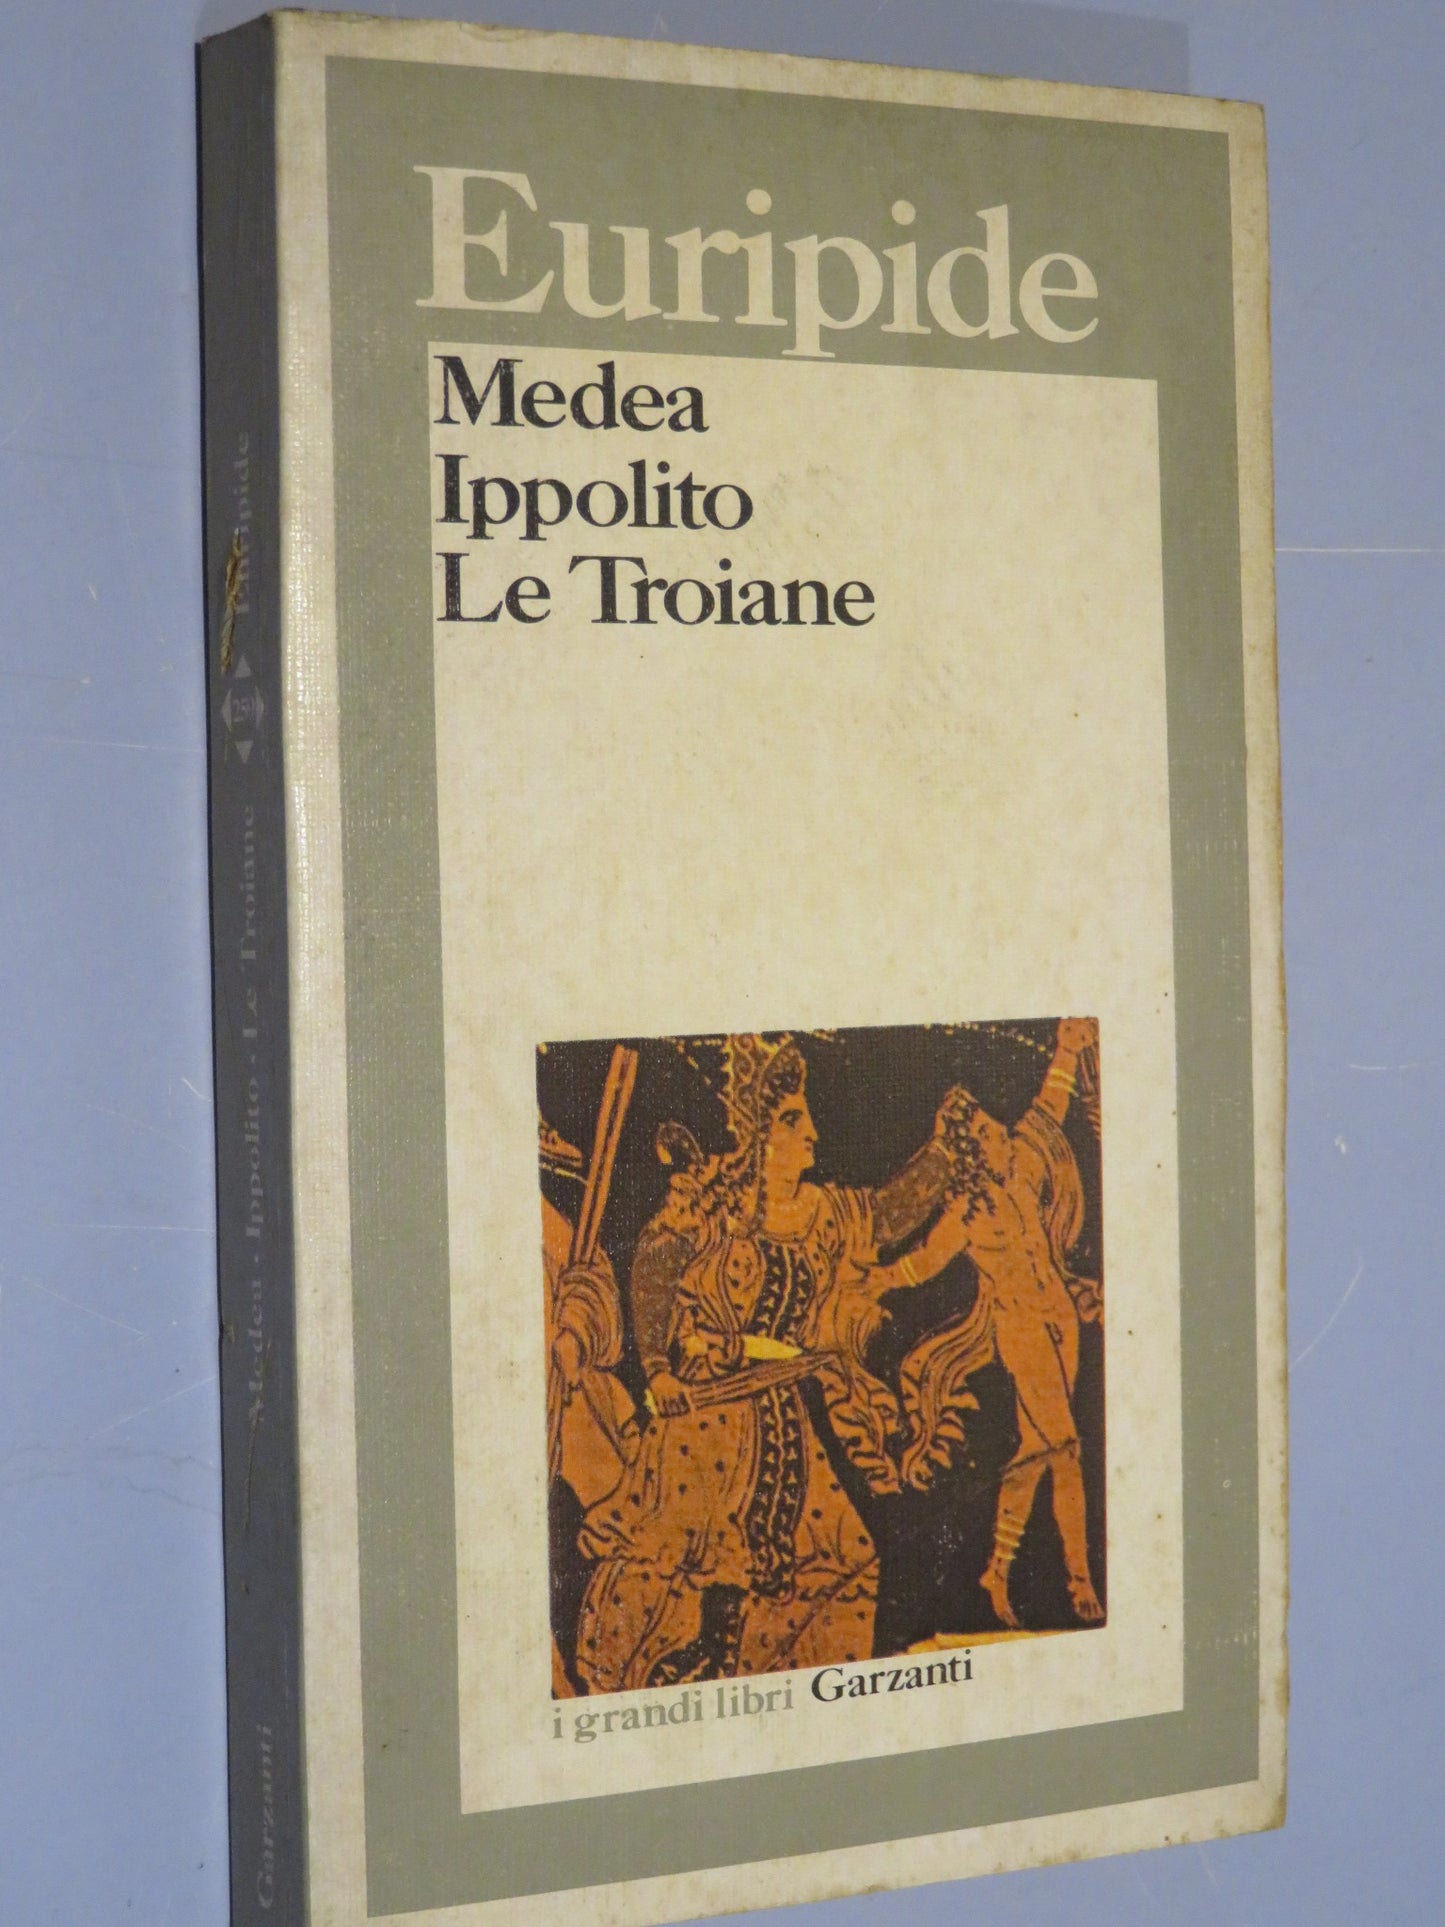 Euripide
Medea
Ippolito
Le Troiane
i grandi libri Garzanti
Garzanti Medea - Ippolito - Le Troiane Euripide